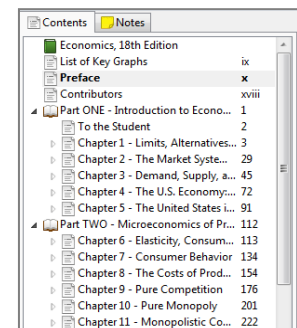 Contents Notes
Economics, 18th Edition
List of Key Graphs ix
Preface x
Contributors xviii
Part ONE - Introduction to Econo... 1
To the Student 2
Chapter 1 - Limits, Alternatives... 3
Chapter 2 - The Market Syste... 29
Chapter 3 - Demand, Supply, a... 45
Chapter 4 - The U.S. Economy:... 72
Chapter 5 - The United States i... 91
Part TWO - Microeconomics of Pr... 112
Chapter 6 - Elasticity, Consum... 113
Chapter 7 - Consumer Behavior 134
Chapter 8 - The Costs of Prod... 154
Chapter 9 - Pure Competition 176
Chapter 10 - Pure Monopoly 201
Chapter 11 - Monopolistic Co... 222